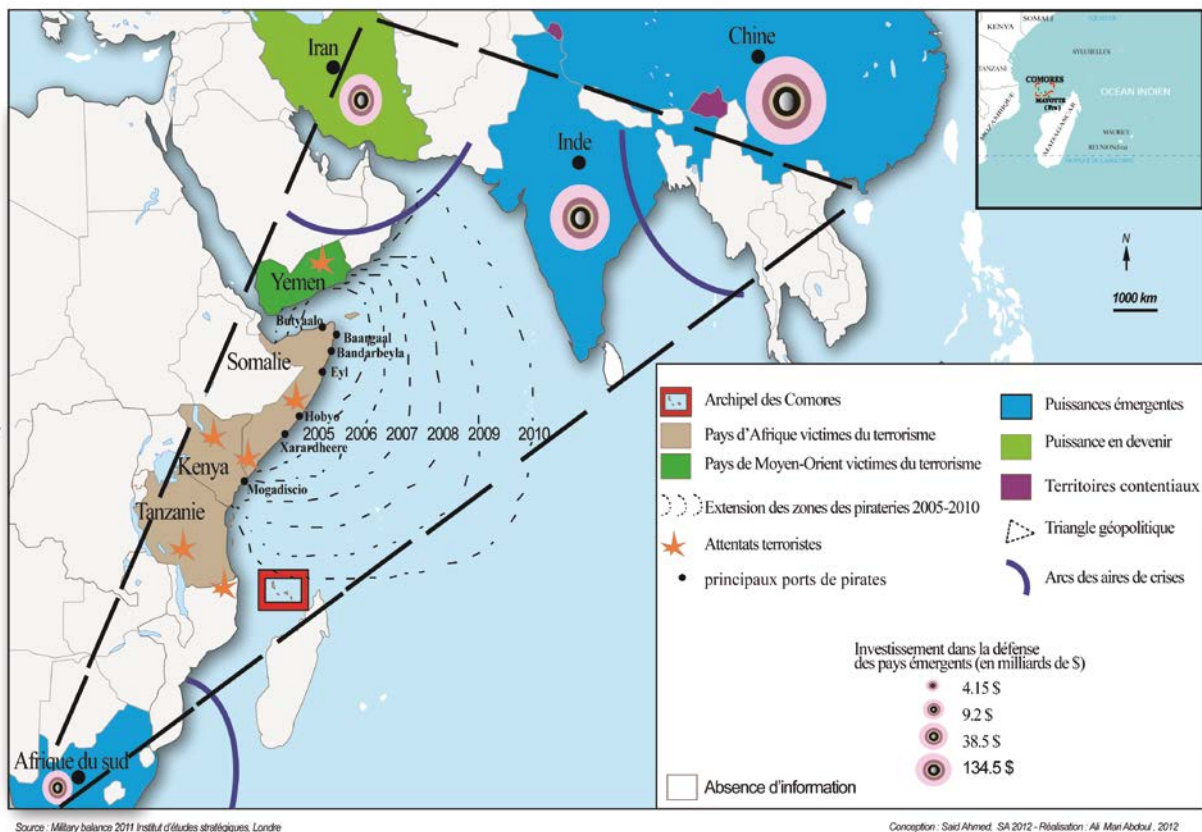 Iran
Chine
Inde
Yemen
Butyaalo
Baargaal
Bandarbeyla
Somalie
Eyl
Hobyo
2005 2006 2007 2008 2009 2010
Xarardheere
Kenya
Mogadiscio
Tanzanie
Afrique du sud
KENYA
SOMALI
TANZANI
SEYCHELLES
COMORES
MAYOTTE
(Fra)
OCEAN INDIEN
MOZAMBIQUE
MADAGASCAR
MAURICE
REUNION(Fra)
N
1000 km
Archipel des Comores
Pays d'Afrique victimes du terrorisme
Pays de Moyen-Orient victimes du terrorisme
Extension des zones des pirateries 2005-2010
Attentats terroristes
principaux ports de pirates
Puissances émergentes
Puissance en devenir
Territoires contentiaux
Triangle géopolitique
Arcs des aires de crises
Investissement dans la défense
des pays émergents (en milliards de $)
4.15 $
9.2 $
38.5 $
134.5 $
Absence d'information
Source : Military balance 2011 Institut d'études stratégiques, Londre
Conception : Said Ahmed, SA 2012 - Réalisation : Ali Mari Abdoul , 2012